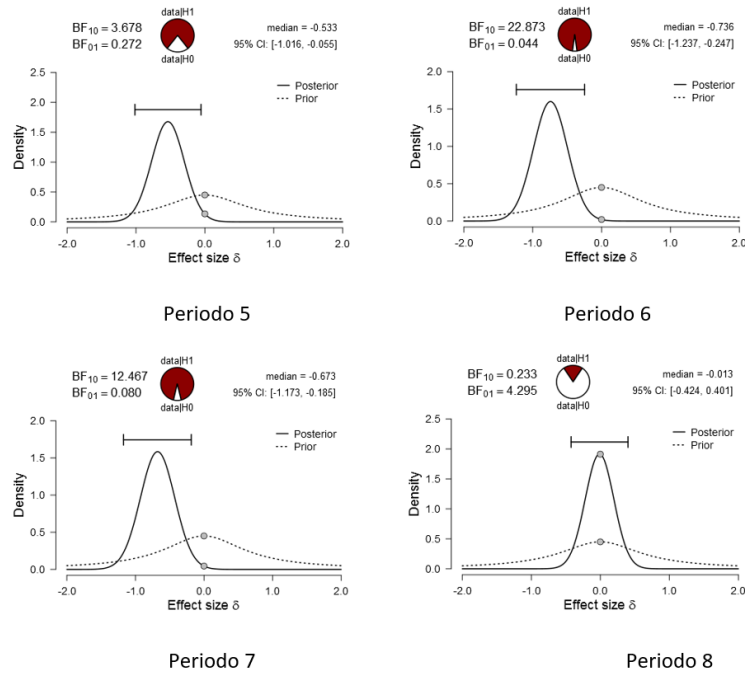 data|H1
BF10 = 3.678
BF01 = 0.272
data|H0
median = -0.533
95% CI: [-1.016, -0.055]
Posterior
Prior
2.5
2.0
1.5
1.0
0.5
0.0
Density
-2.0 -1.0 0.0 1.0 2.0
Effect size δ
Periodo 5
data|H1
BF10 = 22.873
BF01 = 0.044
data|H0
median = -0.736
95% CI: [-1.237, -0.247]
Posterior
Prior
2.0
1.5
1.0
0.5
0.0
Density
-2.0 -1.0 0.0 1.0 2.0
Effect size δ
Periodo 6
data|H1
BF10 = 12.467
BF01 = 0.080
data|H0
median = -0.673
95% CI: [-1.173, -0.185]
Posterior
Prior
2.0
1.5
1.0
0.5
0.0
Density
-2.0 -1.0 0.0 1.0 2.0
Effect size δ
Periodo 7
data|H1
BF10 = 0.233
BF01 = 4.295
data|H0
median = -0.013
95% CI: [-0.424, 0.401]
Posterior
Prior
2.5
2.0
1.5
1.0
0.5
0.0
Density
-2.0 -1.0 0.0 1.0 2.0
Effect size δ
Periodo 8